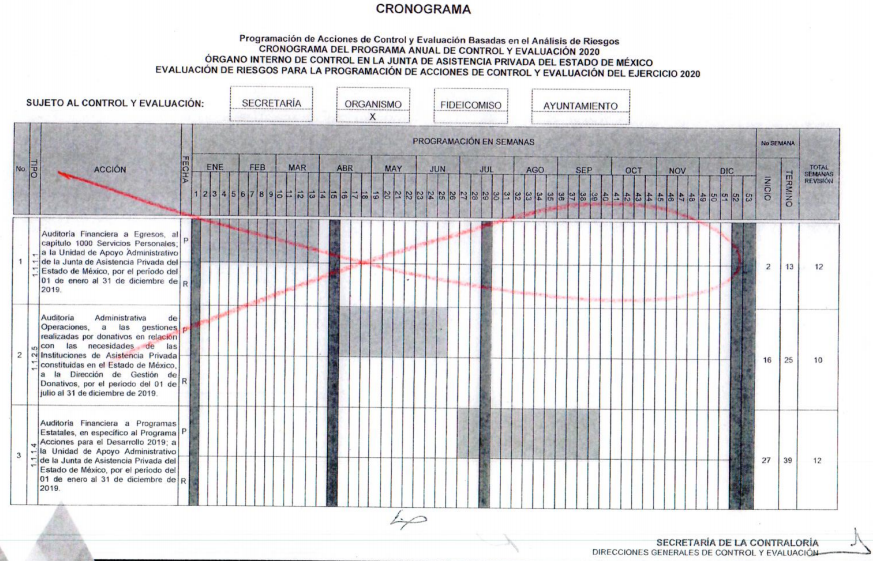 CRONOGRAMA
Programación de Acciones de Control y Evaluación Basadas en el Análisis de Riesgos
CRONOGRAMA DEL PROGRAMA ANUAL DE CONTROL Y EVALUACIÓN 2020
ÓRGANO INTERNO DE CONTROL EN LA JUNTA DE ASISTENCIA PRIVADA DEL ESTADO DE MÉXICO
EVALUACIÓN DE RIESGOS PARA LA PROGRAMACIÓN DE ACCIONES DE CONTROL Y EVALUACIÓN DEL EJERCICIO 2020
SUJETO AL CONTROL Y EVALUACIÓN: SECRETARÍA ORGANISMO FIDEICOMISO AYUNTAMIENTO
X
PROGRAMACIÓN EN SEMANAS No SEMANA
No TIPO ACCIÓN FECHA ENE FEB MAR ABR MAY JUN JUL AGO SEP OCT NOV DIC INICIO TERMINO TOTAL SEMANAS REVISIÓN
1 2 3 4 5 6 7 8 9 10 11 12 13 14 15 16 17 18 19 20 21 22 23 24 25 26 27 28 29 30 31 32 33 34 35 36 37 38 39 40 41 42 43 44 45 46 47 48 49 50 51 52 53
Auditoría Financiera a Egresos, al
capítulo 1000 Servicios Personales;
a la Unidad de Apoyo Administrativo
de la Junta de Asistencia Privada del
Estado de México, por el período del
01 de enero al 31 de diciembre de
2019.
1 1.1.1.1 P R 2 13 12
Auditoría Administrativa de
Operaciones, a las gestiones
realizadas por donativos en relación
con las necesidades de las
Instituciones de Asistencia Privada
constituidas en el Estado de México,
a la Dirección de Gestión de
Donativos, por el periodo del 01 de
julio al 31 de diciembre de 2019.
2 1.1.2.5 P R 16 25 10
Auditoría Financiera a Programas
Estatales, en específico al Programa
Acciones para el Desarrollo 2019; a
la Unidad de Apoyo Administrativo
de la Junta de Asistencia Privada del
Estado de México, por el período del
01 de enero al 31 de diciembre de
2019.
3 1.1.1.4 P R 27 39 12
SECRETARÍA DE LA CONTRALORÍA
DIRECCIONES GENERALES DE CONTROL Y EVALUACIÓN